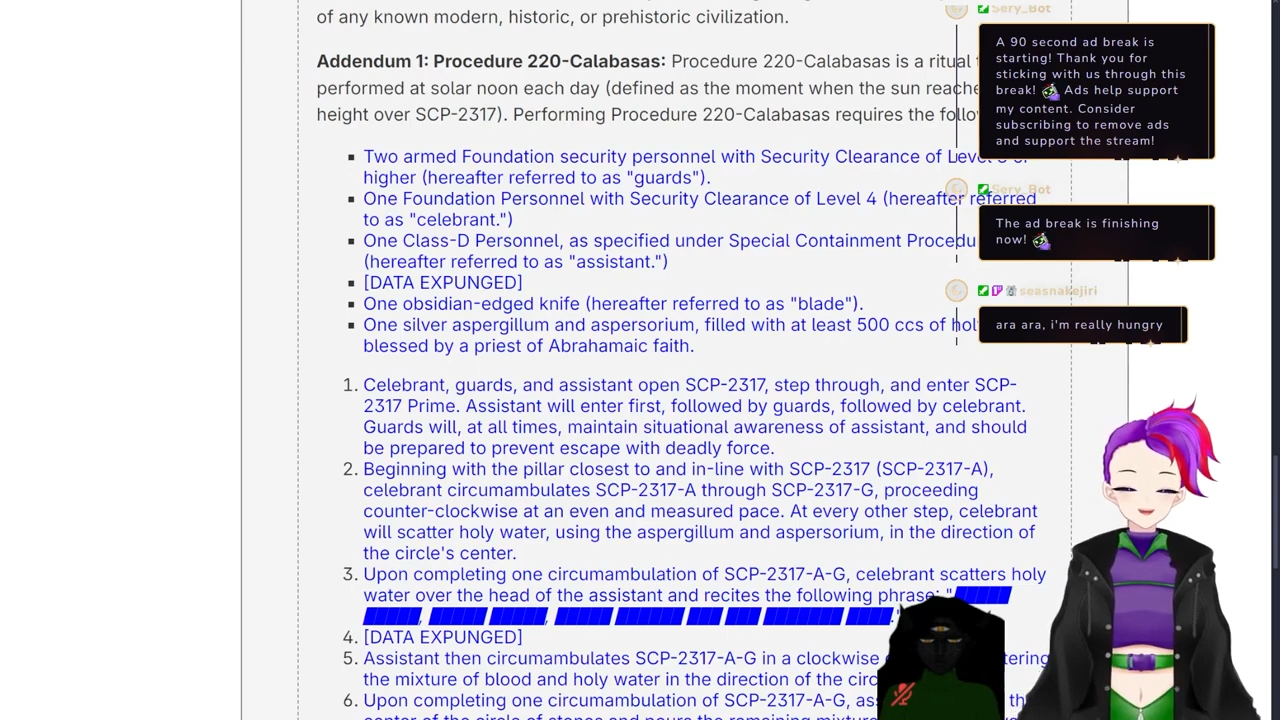 of any known modern, historic, or prehistoric civilization.
Addendum 1: Procedure 220-Calabasas: Procedure 220-Calabasas is a ritual
performed at solar noon each day (defined as the moment when the sun
height over SCP-2317). Performing Procedure 220-Calabasas requires the
Two armed Foundation security personnel with Security Clearance of
higher (hereafter referred to as "guards").
One Foundation Personnel with Security Clearance of Level 4 (hereafter referred
to as "celebrant.")
One Class-D Personnel, as specified under Special Containment
(hereafter referred to as "assistant.")
[DATA EXPUNGED]
One obsidian-edged knife (hereafter referred to as "blade").
One silver aspergillum and aspersorium, filled with at least 500 ccs of
blessed by a priest of Abrahamaic faith.
1. Celebrant, guards, and assistant open SCP-2317, step through, and enter SCP-
2317 Prime. Assistant will enter first, followed by guards, followed by celebrant.
Guards will, at all times, maintain situational awareness of assistant, and should
be prepared to prevent escape with deadly force.
2. Beginning with the pillar closest to and in-line with SCP-2317 (SCP-2317-A),
celebrant circumambulates SCP-2317-A through SCP-2317-G, proceeding
counter-clockwise at an even and measured pace. At every other step, celebrant
will scatter holy water, using the aspergillum and aspersorium, in the direction of
the circle's center.
3. Upon completing one circumambulation of SCP-2317-A-G, celebrant scatters holy
water over the head of the assistant and recites the following phrase: "
4. [DATA EXPUNGED]
5. Assistant then circumambulates SCP-2317-A-G in a clockwise
the mixture of blood and holy water in the direction of the
6. Upon completing one circumambulation of SCP-2317-A-G,
Sery_Bot
A 90 second ad break is
starting! Thank you for
sticking with us through this
break! Ads help support
my content. Consider
subscribing to remove ads
and support the stream!
Sery_Bot
The ad break is finishing
now!
seasnakejiri
ara ara, i'm really hungry